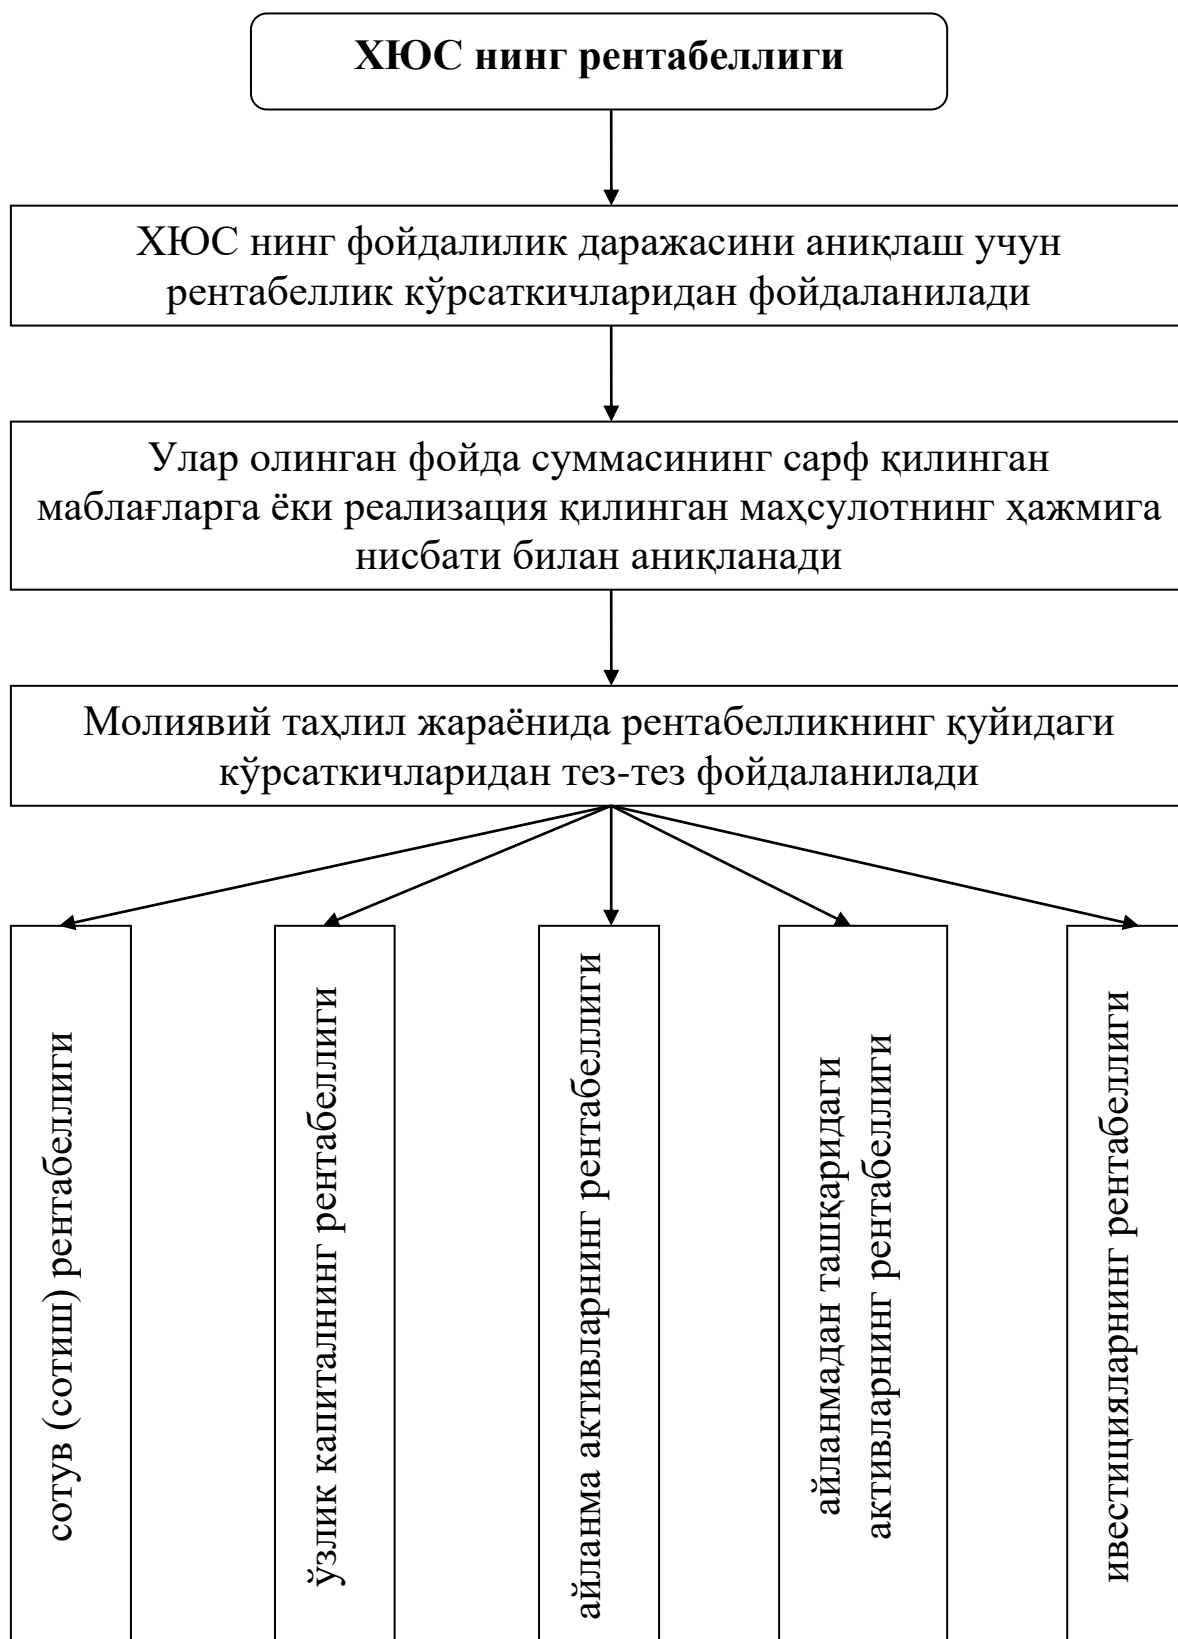 ХЮС нинг рентабеллиги
ХЮС нинг фойдалилик даражасини аниқлаш учун
рентабеллик кўрсаткичларидан фойдаланилади
Улар олинган фойда суммасининг сарф қилинган
маблағларга ёки реализация қилинган маҳсулотнинг ҳажмига
нисбати билан аниқланади
Молиявий таҳлил жараёнида рентабелликнинг қуйидаги
кўрсаткичларидан тез-тез фойдаланилади
сотув (сотиш) рентабеллиги
ўзлик капиталнинг рентабеллиги
айланма активларнинг рентабеллиги
айланмадан ташқаридаги
активларнинг рентабеллиги
ивестицияларнинг рентабеллиги